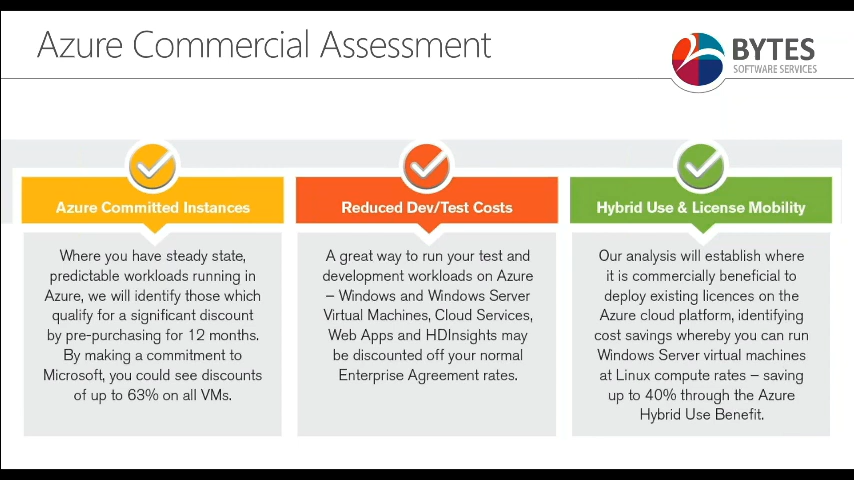 Azure Commercial Assessment
BYTES
SOFTWARE SERVICES
Azure Committed Instances
Where you have steady state,
predictable workloads running in
Azure, we will identify those which
qualify for a significant discount
by pre-purchasing for 12 months.
By making a commitment to
Microsoft, you could see discounts
of up to 63% on all VMs.
Reduced Dev/Test Costs
A great way to run your test and
development workloads on Azure
– Windows and Windows Server
Virtual Machines, Cloud Services,
Web Apps and HDInsights may
be discounted off your normal
Enterprise Agreement rates.
Hybrid Use & License Mobility
Our analysis will establish where
it is commercially beneficial to
deploy existing licences on the
Azure cloud platform, identifying
cost savings whereby you can run
Windows Server virtual machines
at Linux compute rates – saving
up to 40% through the Azure
Hybrid Use Benefit.